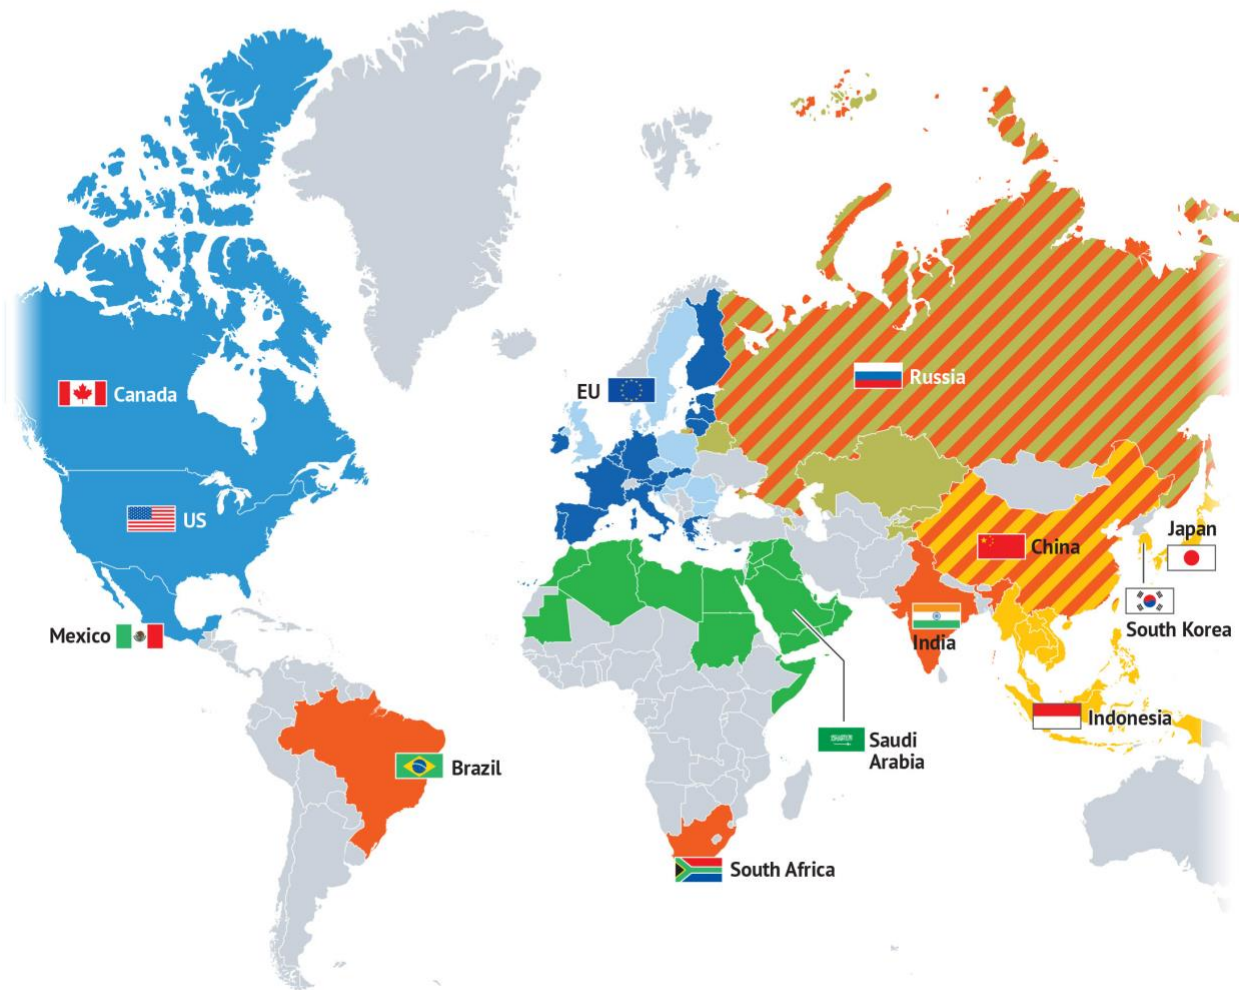 Canada
US
Mexico
Brazil
EU
Russia
China
Japan
South Korea
India
Indonesia
Saudi
Arabia
South Africa